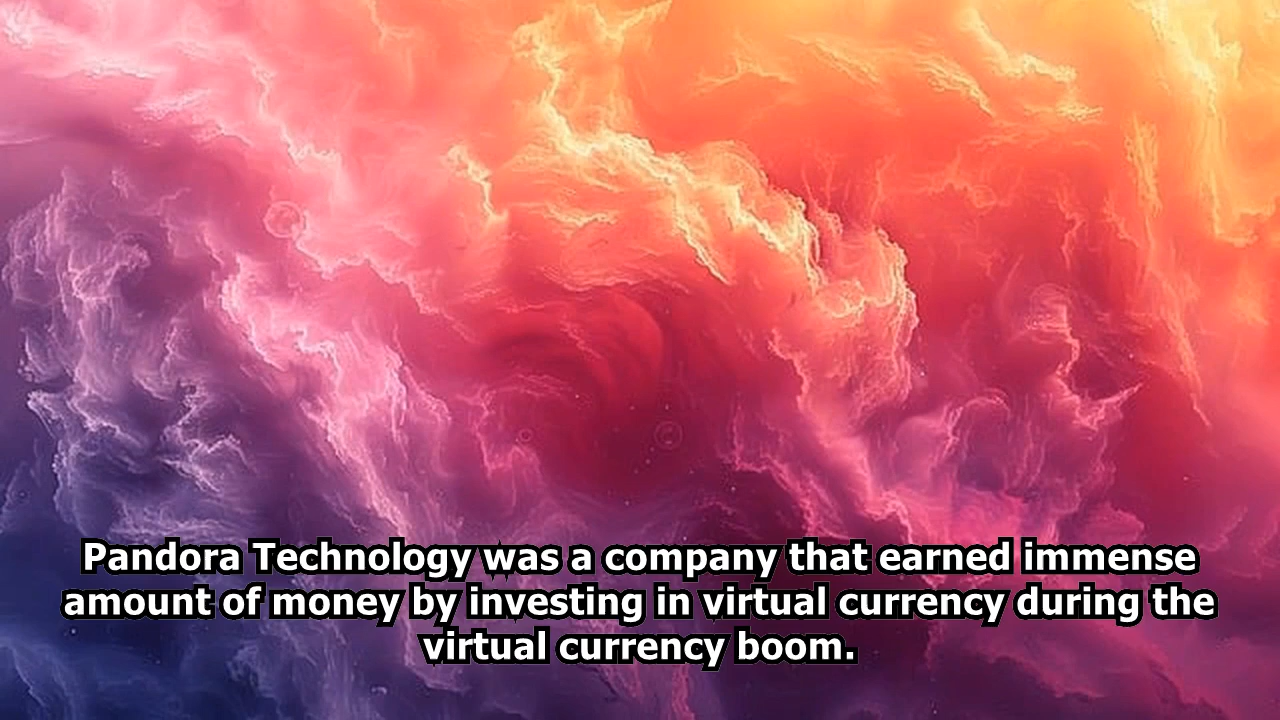 Pandora Technology was a company that earned immense
amount of money by investing in virtual currency during the
virtual currency boom.